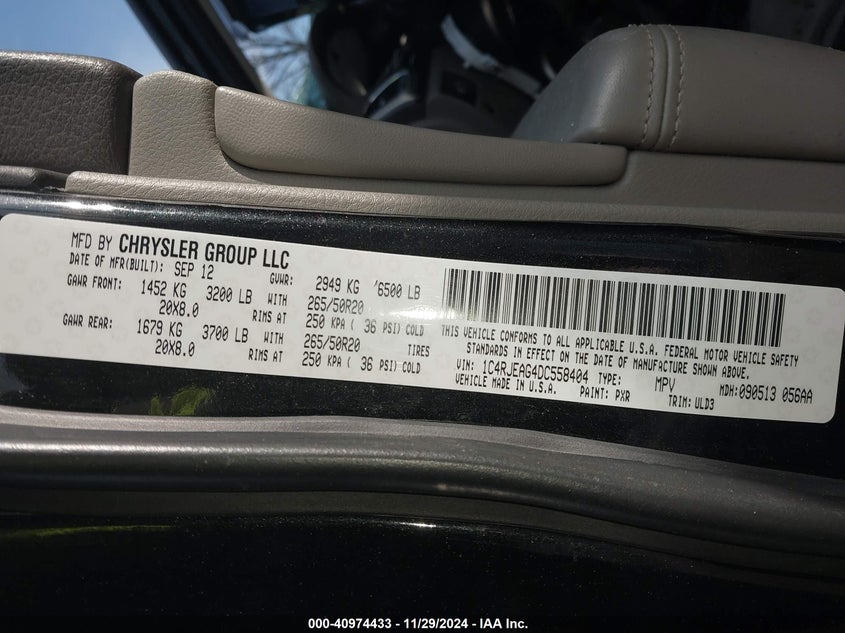 MFD BY CHRYSLER GROUP LLC
DATE OF MFR(BUILT): SEP 12 GVWR: 2949 KG '6500 LB
GAWR FRONT: 1452 KG 3200 LB WITH 265/50R20
20X8.0 RIMS AT 250 KPA ( 36 PSI) COLD
GAWR REAR: 1679 KG 3700 LB WITH 265/50R20 TIRES
20X8.0 RIMS AT 250 KPA ( 36 PSI) COLD
THIS VEHICLE CONFORMS TO ALL APPLICABLE U.S.A. FEDERAL MOTOR VEHICLE SAFETY
STANDARDS IN EFFECT ON THE DATE OF MANUFACTURE SHOWN ABOVE.
VIN: 1C4RJEAG4DC558404 TYPE: MPV MDH:090513 056AA
VEHICLE MADE IN U.S.A. PAINT: PXR TRIM: ULD3
000-40974433 - 11/29/2024 - IAA Inc.